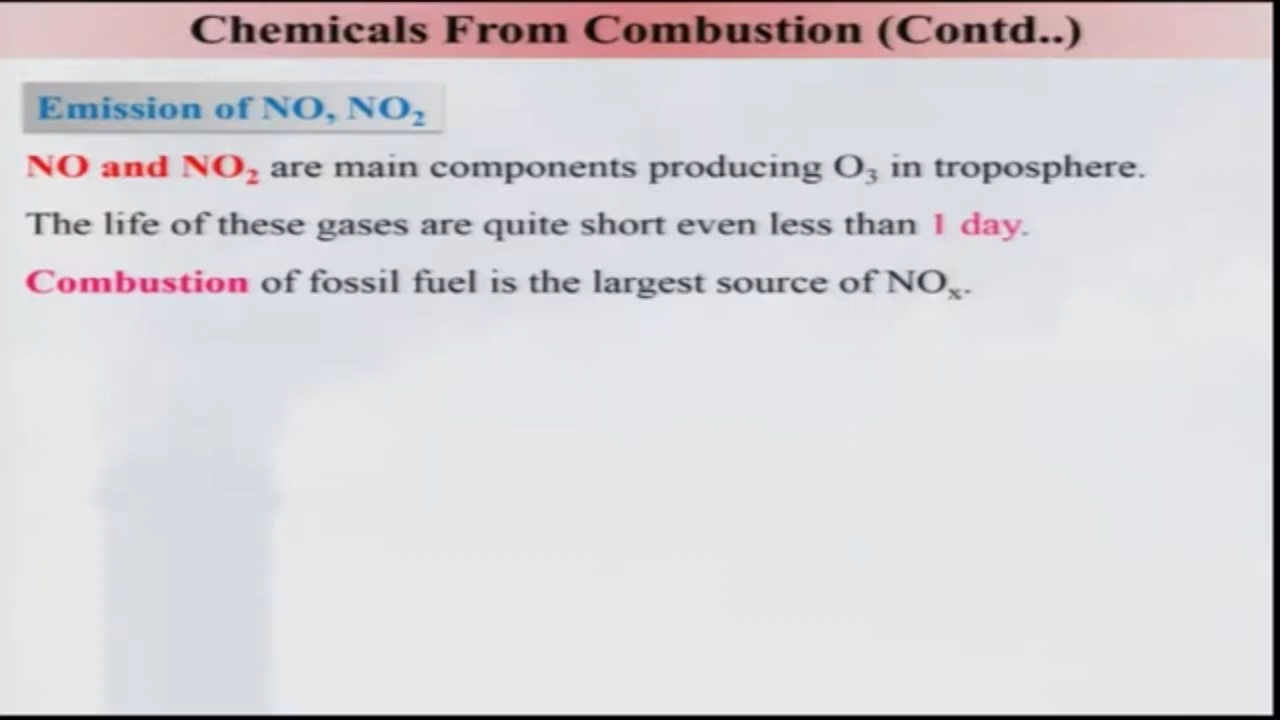 Chemicals From Combustion (Contd..)
Emission of NO, NO₂
NO and NO₂ are main components producing O₃ in troposphere.
The life of these gases are quite short even less than 1 day.
Combustion of fossil fuel is the largest source of NOₓ.